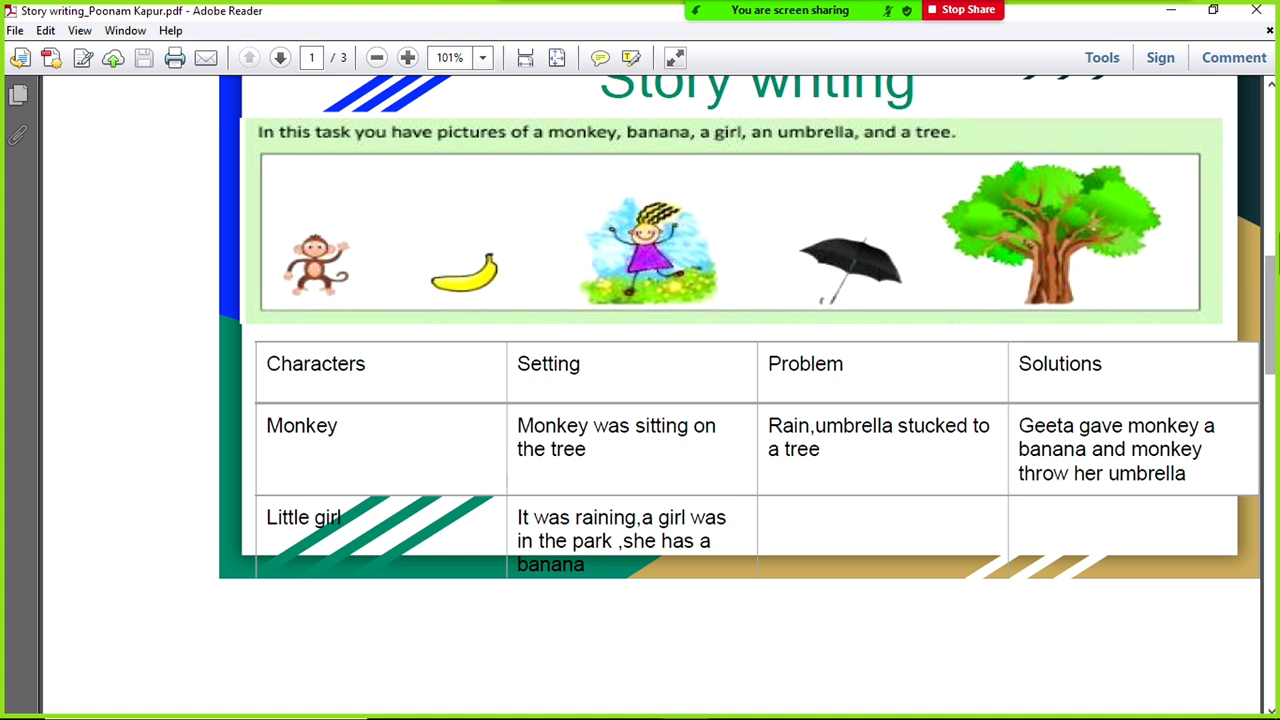 Story writing_Poonam Kapur.pdf - Adobe Reader
You are screen sharing
Stop Share
File Edit View Window Help
1 / 3
101%
Tools Sign Comment
Story writing
In this task you have pictures of a monkey, banana, a girl, an umbrella, and a tree.
Characters Setting Problem Solutions
Monkey
Monkey was sitting on
the tree
Rain,umbrella stucked to
a tree
Geeta gave monkey a
banana and monkey
throw her umbrella
Little girl
It was raining,a girl was
in the park ,she has a
banana